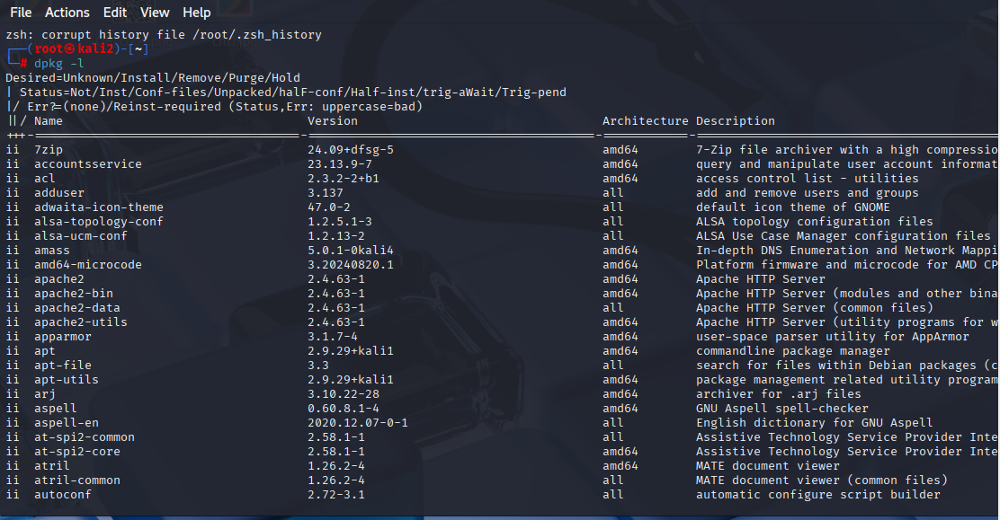 File Actions Edit View Help
zsh: corrupt history file /root/.zsh_history
┌──(root㉿kali2)-[~]
└─# dpkg -l
Desired=Unknown/Install/Remove/Purge/Hold
| Status=Not/Inst/Conf-files/Unpacked/halF-conf/Half-inst/trig-aWait/Trig-pend
|/ Err?=(none)/Reinst-required (Status,Err: uppercase=bad)
||/ Name Version Architecture Description
+++-==============-==============-============-=================================
ii 7zip 24.09+dfsg-5 amd64 7-Zip file archiver with a high compressio
ii accountsservice 23.13.9-7 amd64 query and manipulate user account informat
ii acl 2.3.2-2+b1 amd64 access control list - utilities
ii adduser 3.137 all add and remove users and groups
ii adwaita-icon-theme 47.0-2 all default icon theme of GNOME
ii alsa-topology-conf 1.2.5.1-3 all ALSA topology configuration files
ii alsa-ucm-conf 1.2.13-2 all ALSA Use Case Manager configuration files
ii amass 5.0.1-0kali4 amd64 In-depth DNS Enumeration and Network Mappi
ii amd64-microcode 3.20240820.1 amd64 Platform firmware and microcode for AMD CP
ii apache2 2.4.63-1 amd64 Apache HTTP Server
ii apache2-bin 2.4.63-1 amd64 Apache HTTP Server (modules and other bina
ii apache2-data 2.4.63-1 all Apache HTTP Server (common files)
ii apache2-utils 2.4.63-1 amd64 Apache HTTP Server (utility programs for w
ii apparmor 3.1.7-4 amd64 user-space parser utility for AppArmor
ii apt 2.9.29+kali1 amd64 commandline package manager
ii apt-file 3.3 all search for files within Debian packages (c
ii apt-utils 2.9.29+kali1 amd64 package management related utility program
ii arj 3.10.22-28 amd64 archiver for .arj files
ii aspell 0.60.8.1-4 amd64 GNU Aspell spell-checker
ii aspell-en 2020.12.07-0-1 all English dictionary for GNU Aspell
ii at-spi2-common 2.58.1-1 all Assistive Technology Service Provider Inte
ii at-spi2-core 2.58.1-1 amd64 Assistive Technology Service Provider Inte
ii atril 1.26.2-4 amd64 MATE document viewer
ii atril-common 1.26.2-4 all MATE document viewer (common files)
ii autoconf 2.72-3.1 all automatic configure script builder